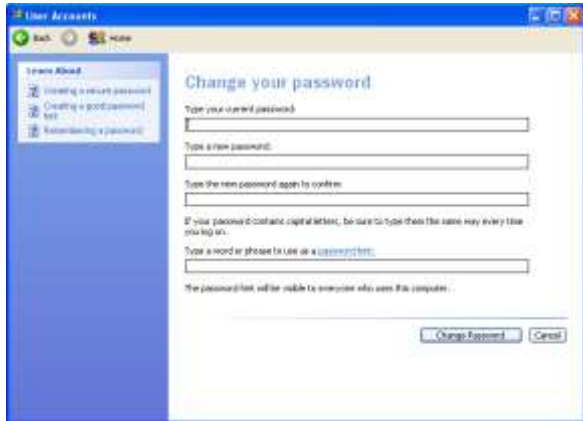 User Accounts
Back Home
Learn About
Creating a secure password
Creating a good password
hint
Remembering a password
Change your password
Type your current password:
Type a new password:
Type the new password again to confirm:
If your password contains capital letters, be sure to type them the same way every time
you log on.
Type a word or phrase to use as a password hint:
The password hint will be visible to everyone who uses this computer.
Change Password Cancel